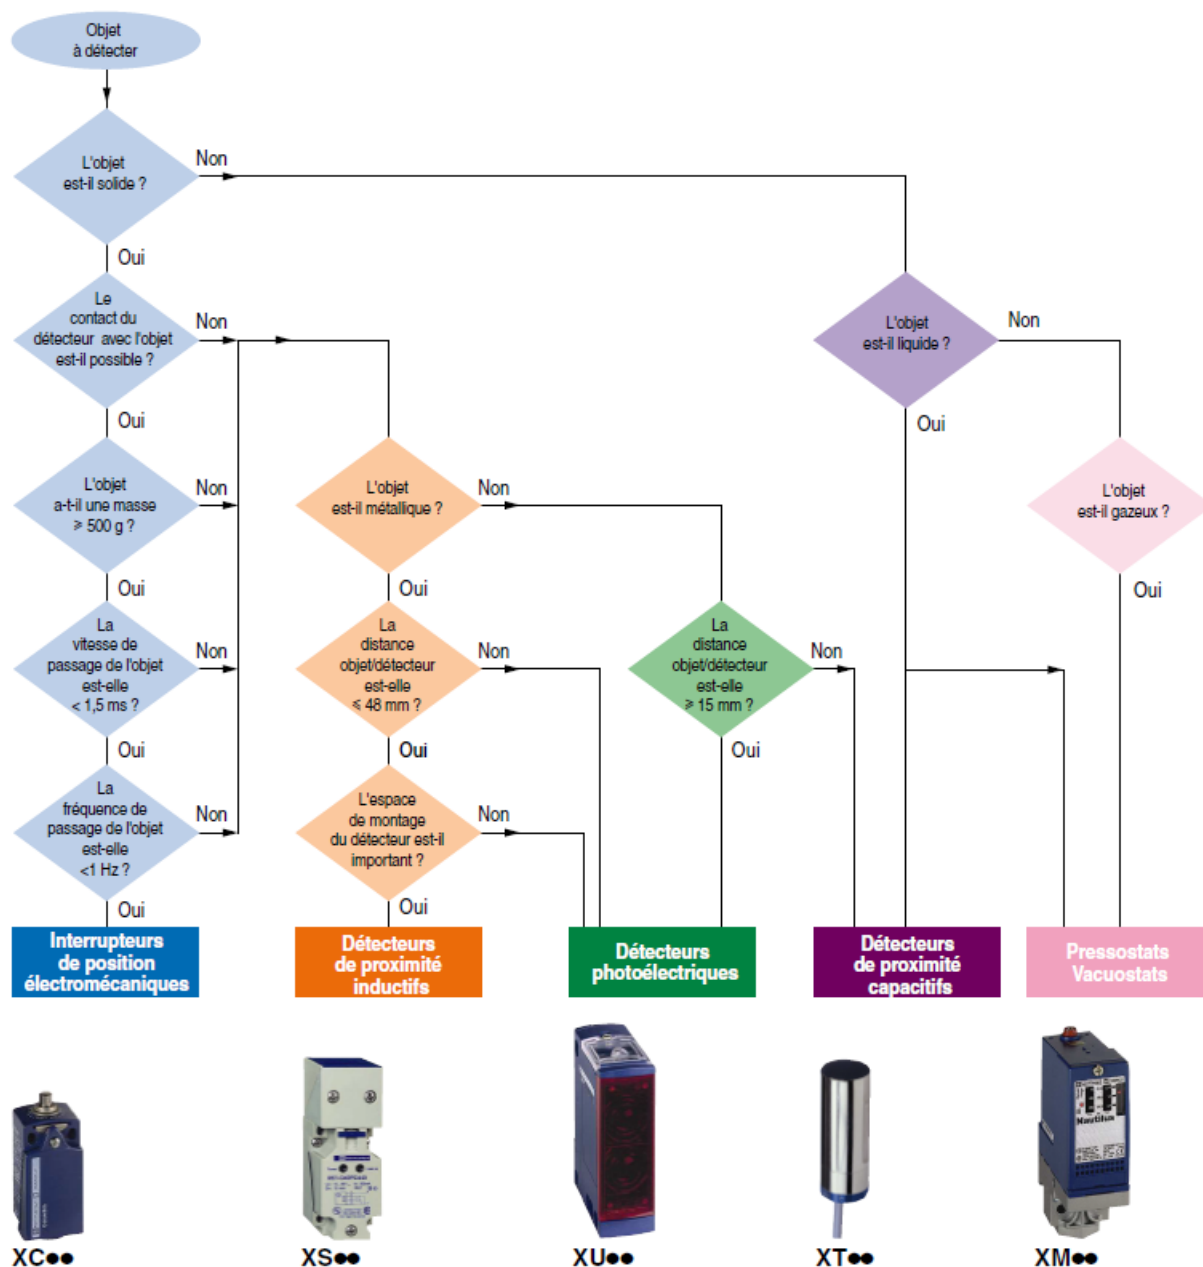 Objet
à détecter
L'objet
est-il solide ?
Non
Oui
Le
contact du
détecteur avec l'objet
est-il possible ?
Non
Oui
L'objet
est-il liquide ?
Non
Oui
L'objet
a-t-il une masse
≥ 500 g ?
Non
Oui
L'objet
est-il métallique ?
Non
Oui
L'objet
est-il gazeux ?
Oui
La
vitesse de
passage de l'objet
est-elle
< 1,5 ms ?
Non
Oui
La
distance
objet/détecteur
est-elle
≤ 48 mm ?
Non
Oui
La
distance
objet/détecteur
est-elle
≥ 15 mm ?
Non
Oui
La
fréquence de
passage de l'objet
est-elle
<1 Hz ?
Non
Oui
L'espace
de montage
du détecteur est-il
important ?
Non
Oui
Interrupteurs
de position
électromécaniques
Détecteurs
de proximité
inductifs
Détecteurs
photoélectriques
Détecteurs
de proximité
capacitifs
Pressostats
Vacuostats
Nautilus
XC●●
XS●●
XU●●
XT●●
XM●●